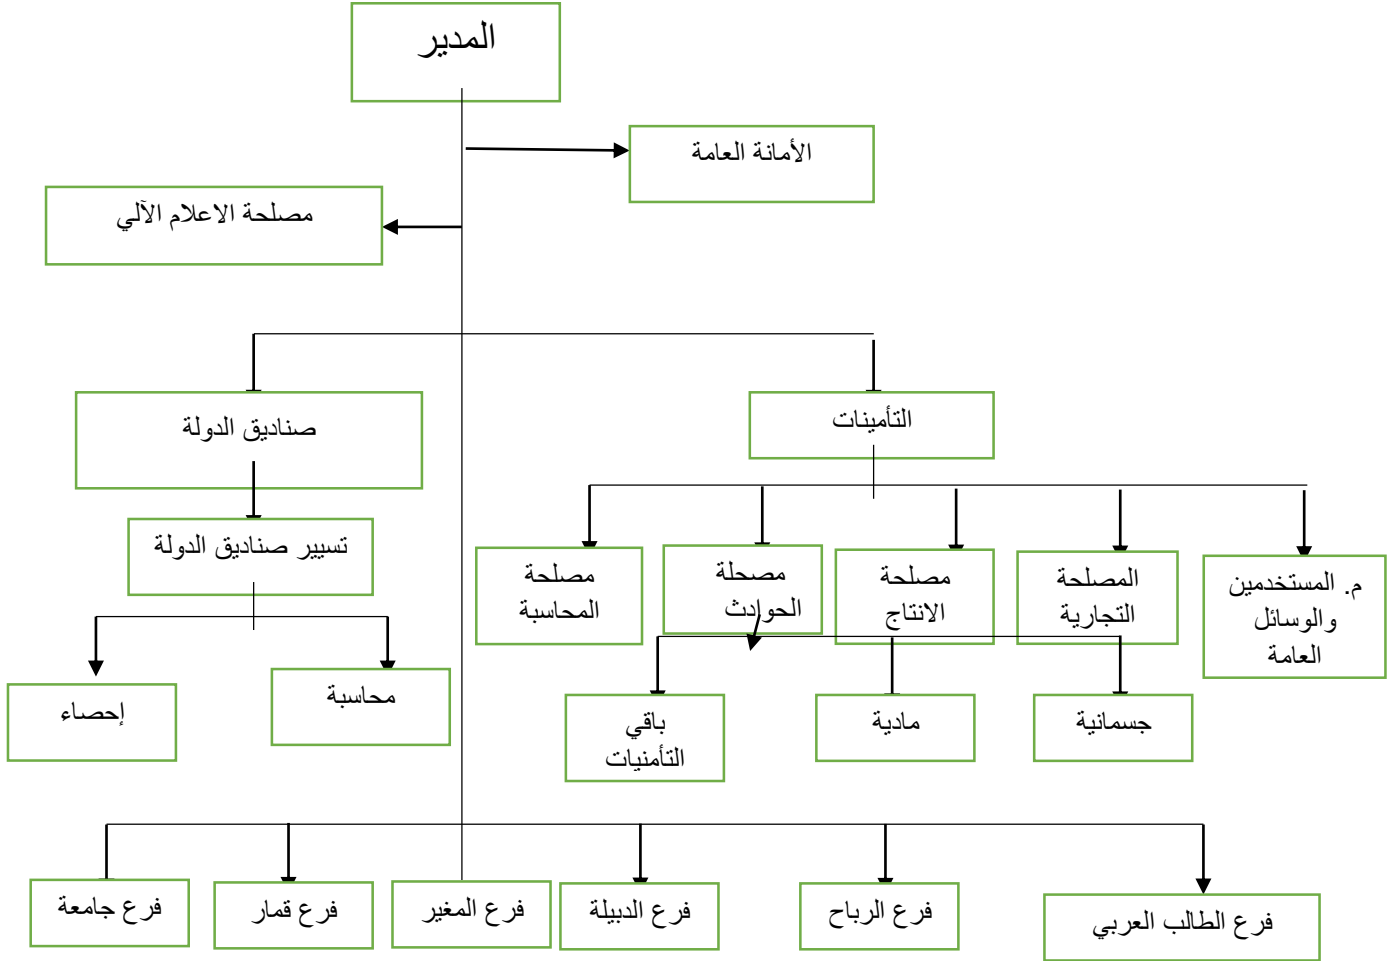 المدير
الأمانة العامة
مصلحة الاعلام الآلي
التأمينات
صناديق الدولة
تسيير صناديق الدولة
م. المستخدمين
والوسائل
العامة
المصلحة
التجارية
مصلحة
الانتاج
مصحلة
الحوادث
مصلحة
المحاسبة
جسمانية
مادية
باقي
التأمنيات
محاسبة
إحصاء
فرع الطالب العربي
فرع الرباح
فرع الدبيلة
فرع المغير
فرع قمار
فرع جامعة